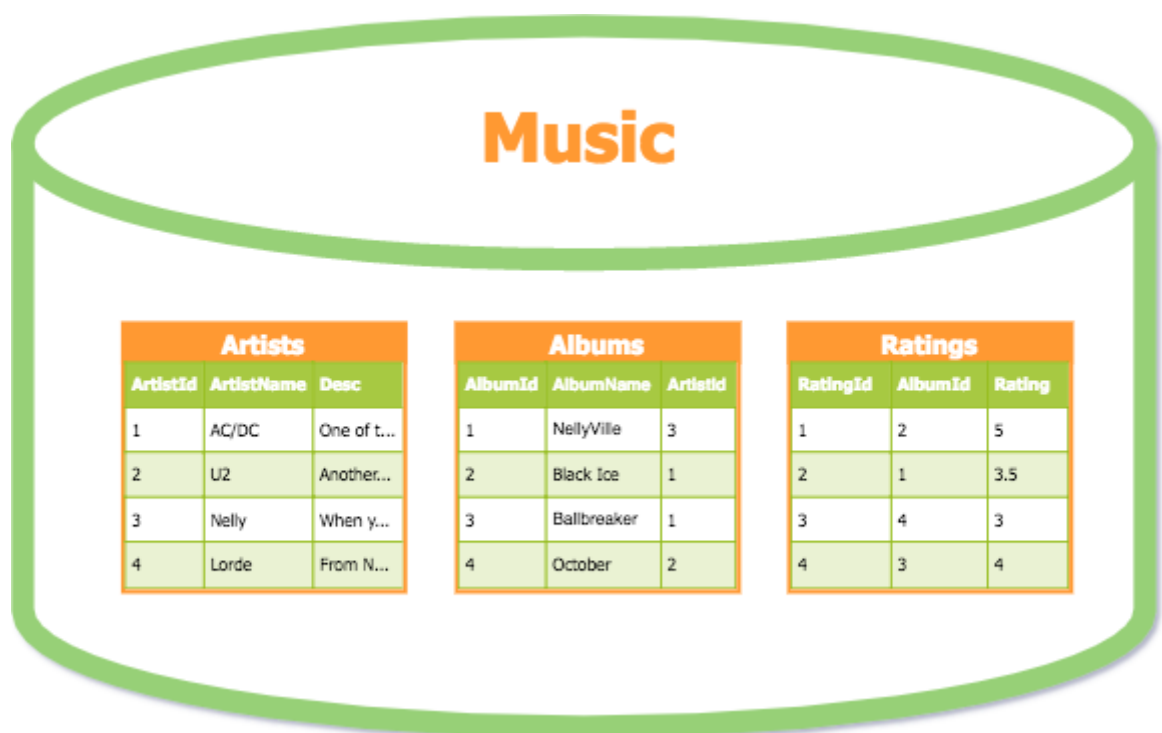 Music
Artists
ArtistId ArtistName Desc
1 AC/DC One of t...
2 U2 Another...
3 Nelly When y...
4 Lorde From N...
Albums
AlbumId AlbumName ArtistId
1 NellyVille 3
2 Black Ice 1
3 Ballbreaker 1
4 October 2
Ratings
RatingId AlbumId Rating
1 2 5
2 1 3.5
3 4 3
4 3 4